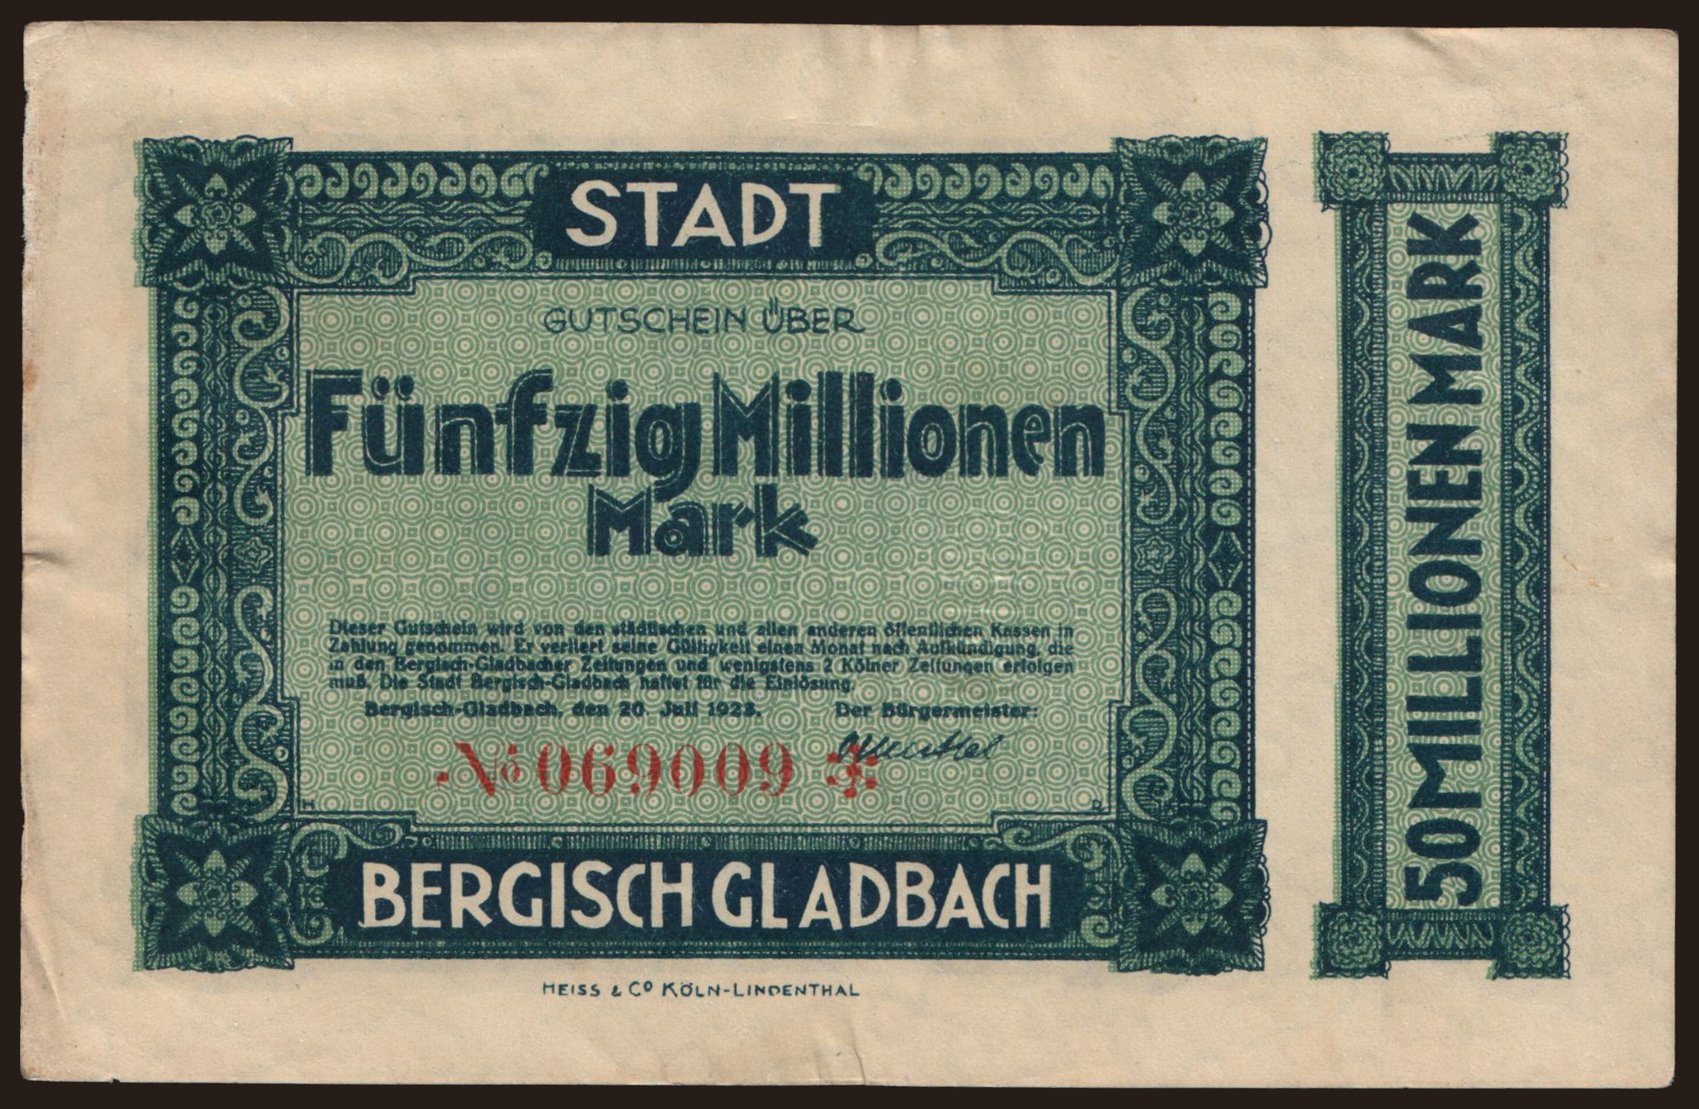 STADT
GUTSCHEIN ÜBER
Fünfzig Millionen
Mark
Dieser Gutschein wird von den städtischen und allen anderen öffentlichen Kassen in
Zahlung genommen. Er verliert seine Gültigkeit einen Monat nach Aufkündigung, die
in den Bergisch-Gladbacher Zeitungen und wenigstens 2 Kölner Zeitungen erfolgen
muß. Die Stadt Bergisch-Gladbach haftet für die Einlösung.
Bergisch-Gladbach, den 20. Juli 1923. Der Bürgermeister:
No 069009
H R
BERGISCH GLADBACH
HEISS & Co KÖLN-LINDENTHAL
50 MILLIONEN MARK